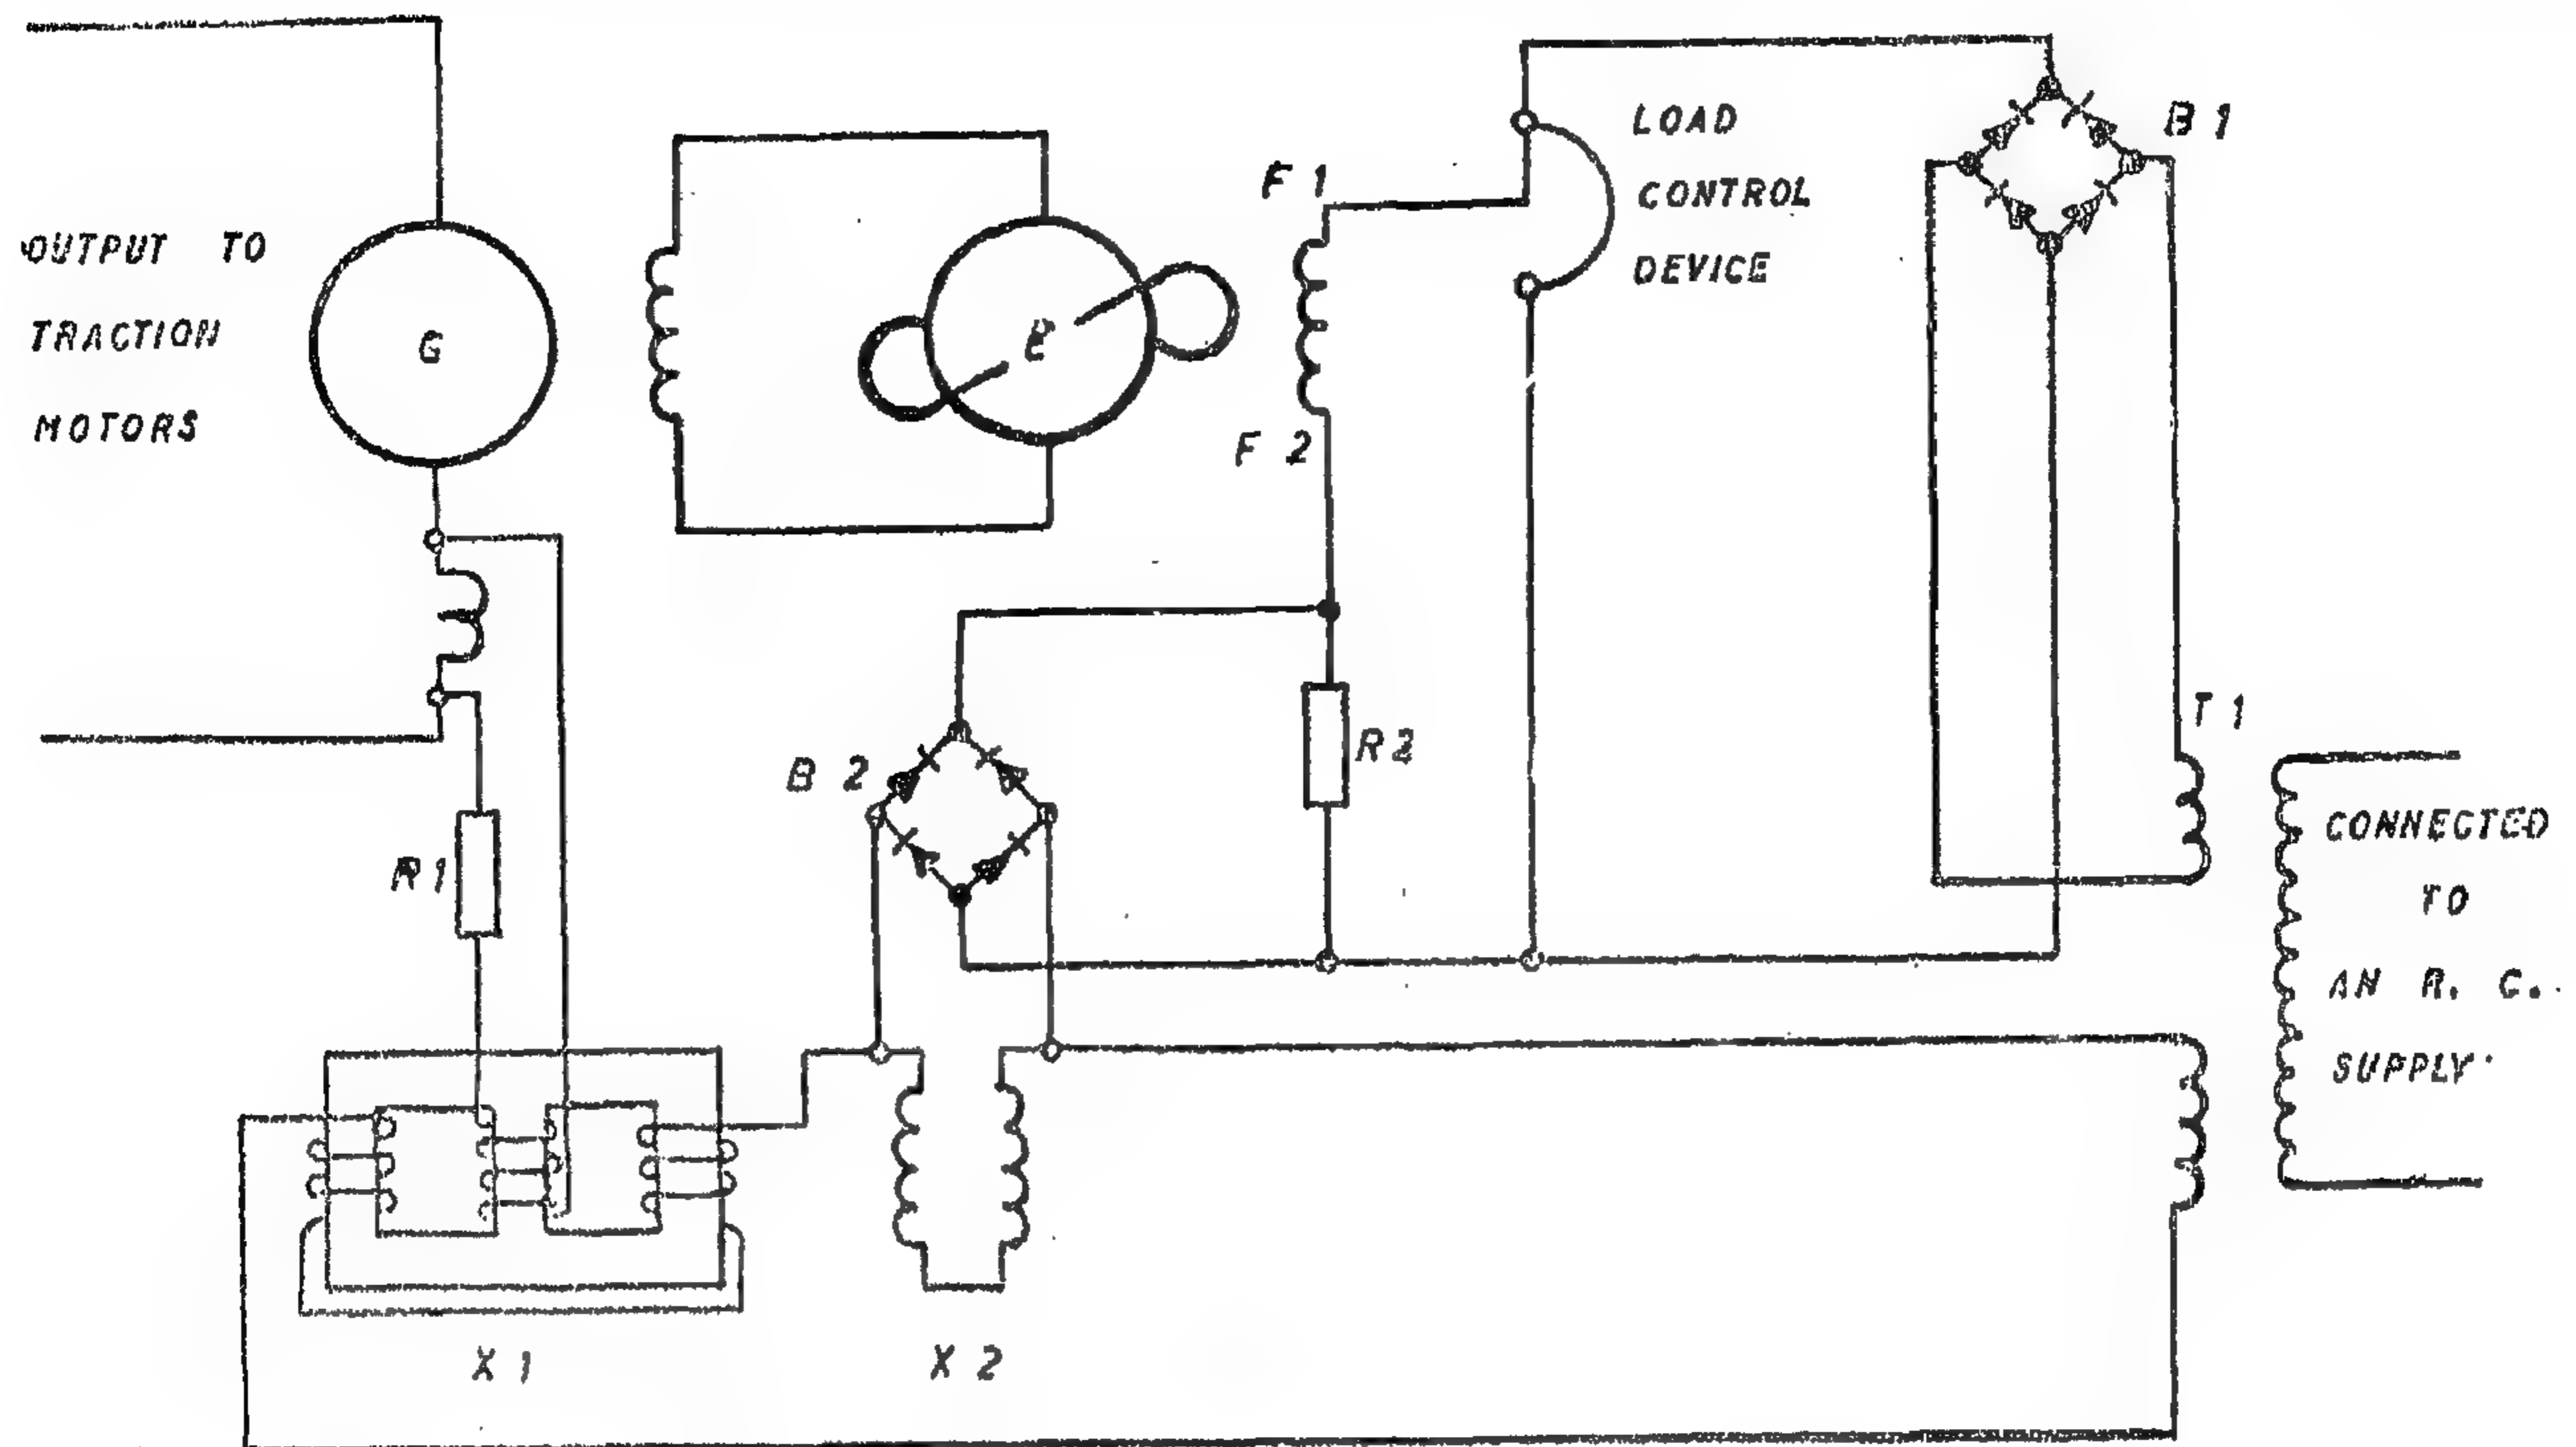 OUTPUT TO
TRACTION
MOTORS
G
E
F 1
F 2
LOAD
CONTROL
DEVICE
B 1
B 2
R 2
R 1
T 1
CONNECTED
TO
AN A. C.
SUPPLY
X 1
X 2